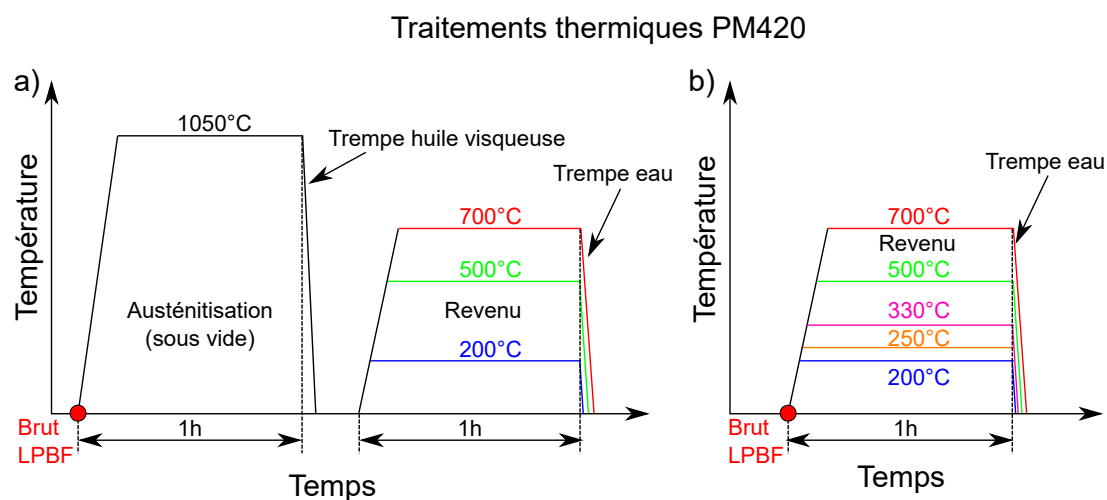 Traitements thermiques PM420
a)
Température
1050°C
Trempe huile visqueuse
Trempe eau
700°C
500°C
Revenu
200°C
Austénitisation
(sous vide)
Brut
LPBF
1h
1h
Temps
b)
Température
Trempe eau
700°C
Revenu
500°C
330°C
250°C
200°C
Brut
LPBF
1h
Temps